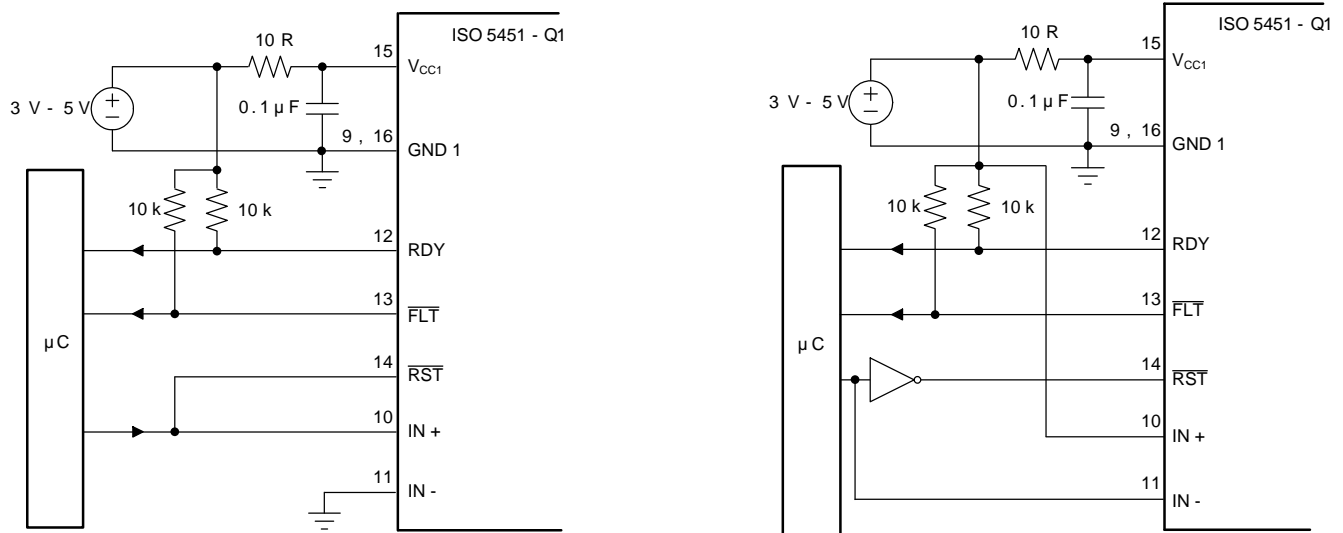 ISO 5451 - Q1
10 R
15
V_CC1
3 V - 5 V
0.1 µF
9 , 16
GND 1
10 k
10 k
12
RDY
13
FLT
µC
14
RST
10
IN +
11
IN -
ISO 5451 - Q1
10 R
15
V_CC1
3 V - 5 V
0.1 µF
9 , 16
GND 1
10 k
10 k
12
RDY
13
FLT
µC
14
RST
10
IN +
11
IN -